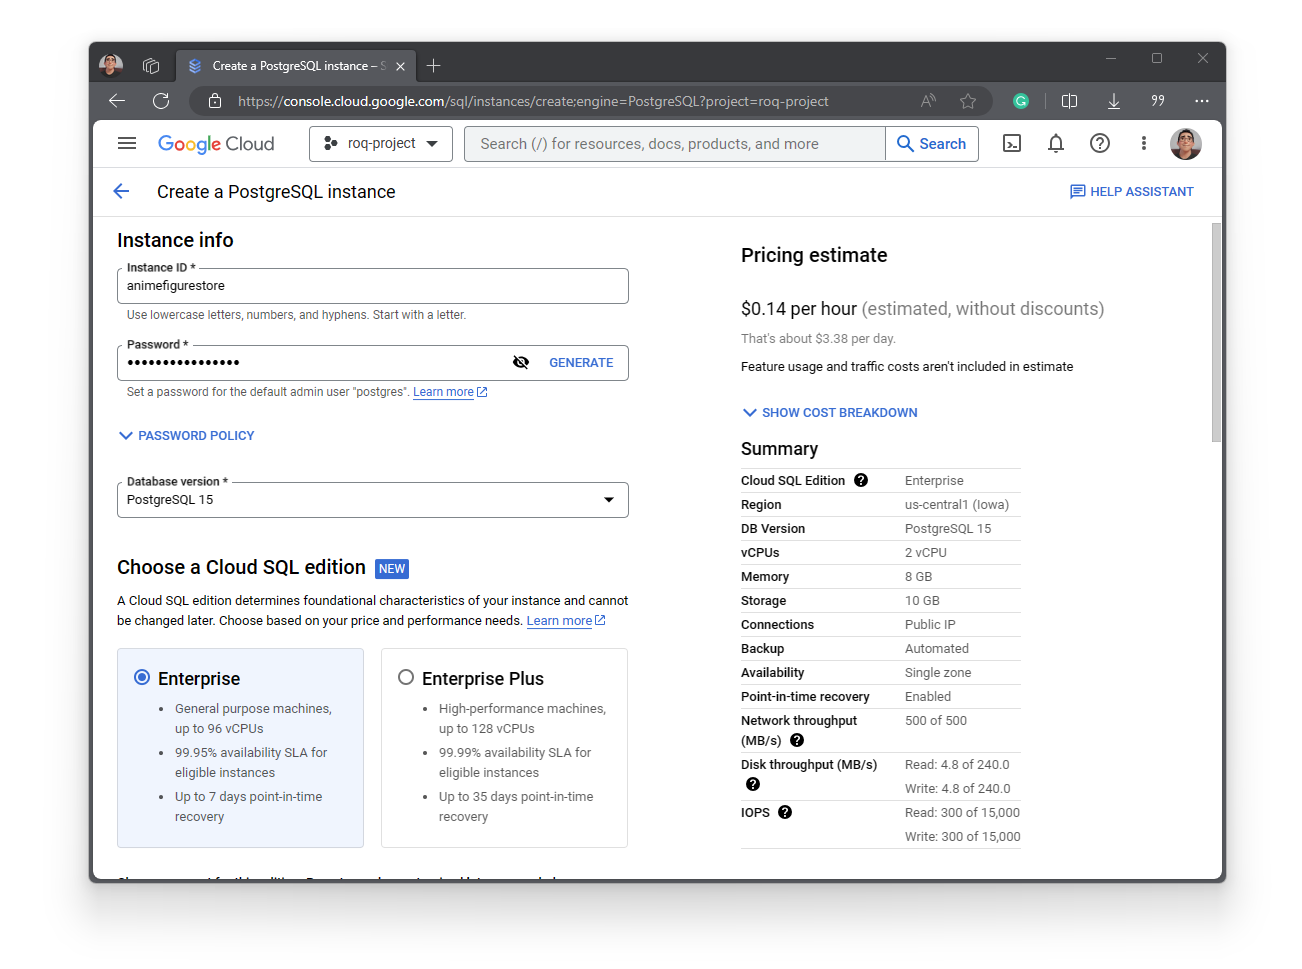 Create a PostgreSQL instance – S
https://console.cloud.google.com/sql/instances/create;engine=PostgreSQL?project=roq-project
Google Cloud
roq-project
Search (/) for resources, docs, products, and more
Search
Create a PostgreSQL instance
HELP ASSISTANT
Instance info
Instance ID *
animefigurestore
Use lowercase letters, numbers, and hyphens. Start with a letter.
Password *
••••••••••••••••
GENERATE
Set a password for the default admin user "postgres". Learn more
PASSWORD POLICY
Database version *
PostgreSQL 15
Choose a Cloud SQL edition NEW
A Cloud SQL edition determines foundational characteristics of your instance and cannot
be changed later. Choose based on your price and performance needs. Learn more
Enterprise
• General purpose machines,
up to 96 vCPUs
• 99.95% availability SLA for
eligible instances
• Up to 7 days point-in-time
recovery
Enterprise Plus
• High-performance machines,
up to 128 vCPUs
• 99.99% availability SLA for
eligible instances
• Up to 35 days point-in-time
recovery
Pricing estimate
$0.14 per hour (estimated, without discounts)
That's about $3.38 per day.
Feature usage and traffic costs aren't included in estimate
SHOW COST BREAKDOWN
Summary
Cloud SQL Edition Enterprise
Region us-central1 (Iowa)
DB Version PostgreSQL 15
vCPUs 2 vCPU
Memory 8 GB
Storage 10 GB
Connections Public IP
Backup Automated
Availability Single zone
Point-in-time recovery Enabled
Network throughput 500 of 500
(MB/s)
Disk throughput (MB/s) Read: 4.8 of 240.0
Write: 4.8 of 240.0
IOPS Read: 300 of 15,000
Write: 300 of 15,000